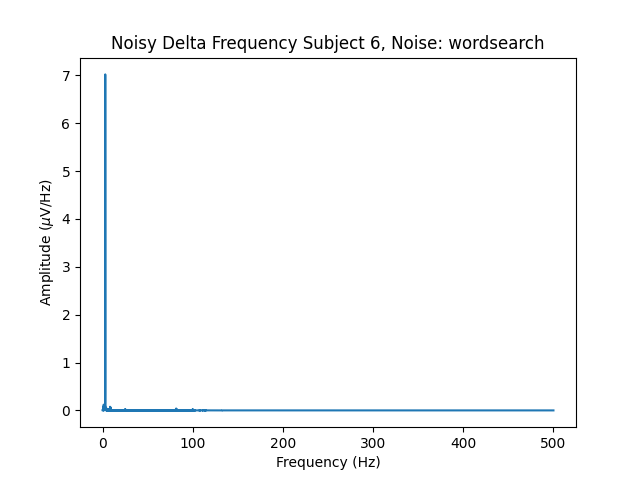 Noisy Delta Frequency Subject 6, Noise: wordsearch
7
6
5
4
3
2
1
0
Amplitude (μV/Hz)
0 100 200 300 400 500
Frequency (Hz)